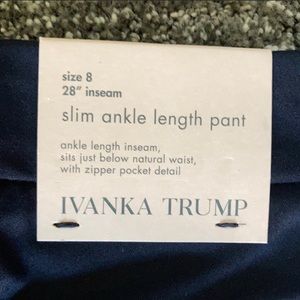 size 8
28" inseam
slim ankle length pant
ankle length inseam,
sits just below natural waist,
with zipper pocket detail
IVANKA TRUMP